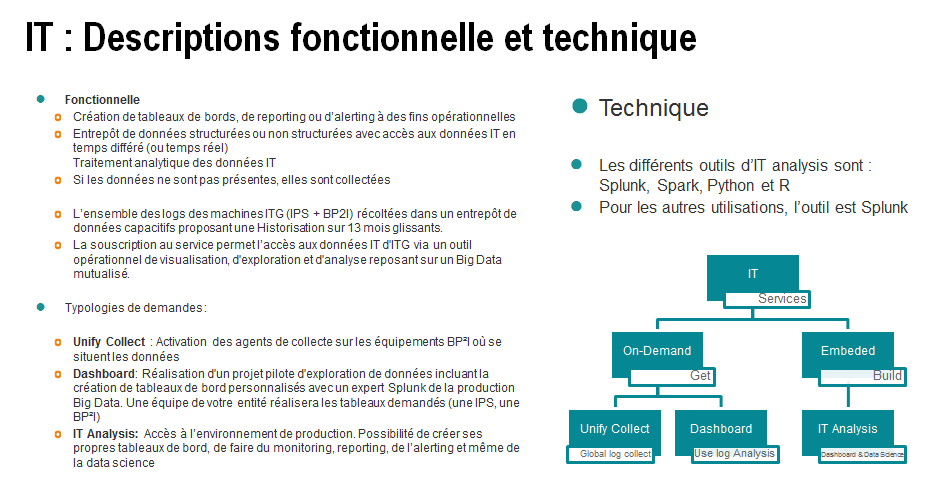 IT : Descriptions fonctionnelle et technique
Fonctionnelle
Création de tableaux de bords, de reporting ou d'alerting à des fins opérationnelles
Entrepôt de données structurées ou non structurées avec accès aux données IT en
temps différé (ou temps réel)
Traitement analytique des données IT
Si les données ne sont pas présentes, elles sont collectées
L'ensemble des logs des machines ITG (IPS + BP2I) récoltées dans un entrepôt de
données capacitifs proposant une Historisation sur 13 mois glissants.
La souscription au service permet l'accès aux données IT d'ITG via un outil
opérationnel de visualisation, d'exploration et d'analyse reposant sur un Big Data
mutualisé.
Typologies de demandes :
Unify Collect : Activation des agents de collecte sur les équipements BP²I où se
situent les données
Dashboard: Réalisation d'un projet pilote d'exploration de données incluant la
création de tableaux de bord personnalisés avec un expert Splunk de la production
Big Data. Une équipe de votre entité réalisera les tableaux demandés (une IPS, une
BP²I)
IT Analysis: Accès à l'environnement de production. Possibilité de créer ses
propres tableaux de bord, de faire du monitoring, reporting, de l'alerting et même de
la data science
Technique
Les différents outils d'IT analysis sont :
Splunk, Spark, Python et R
Pour les autres utilisations, l'outil est Splunk
IT
Services
On-Demand
Get
Embeded
Build
Unify Collect
Global log collect
Dashboard
Use log Analysis
IT Analysis
Dashboard & Data Science